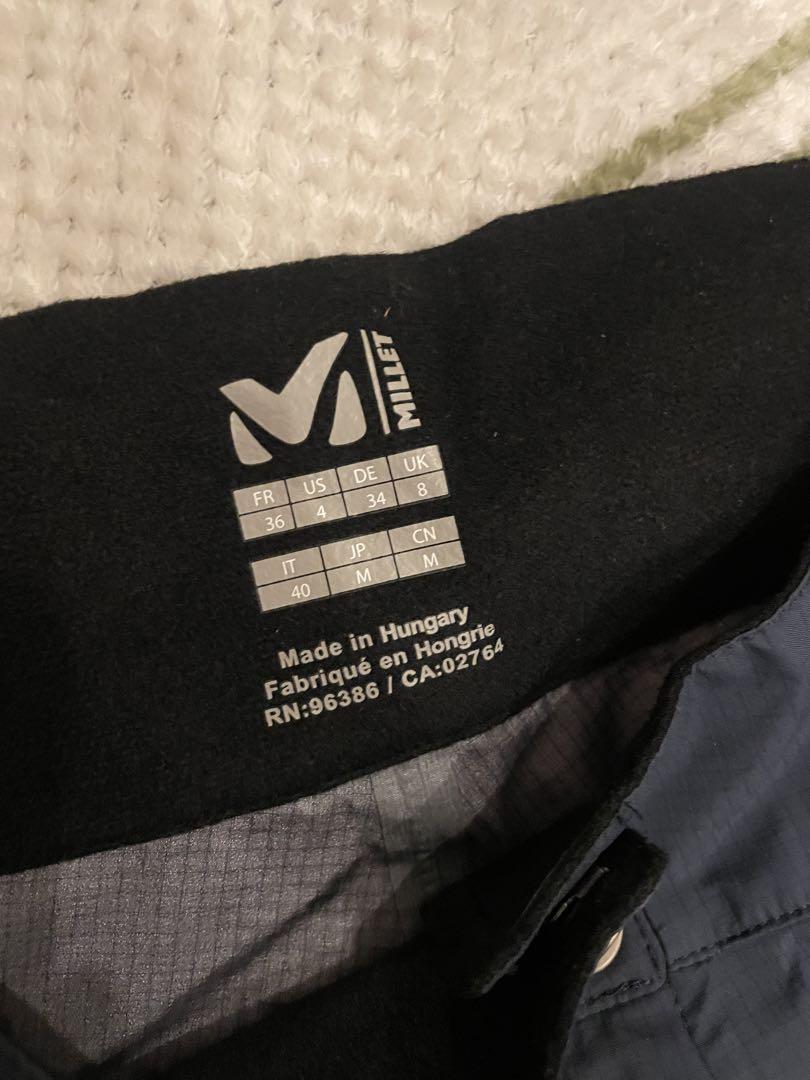 MILLET
FR US DE UK
36 4 34 8
IT JP CN
40 M M
Made in Hungary
Fabriqué en Hongrie
RN:96386 / CA:02764